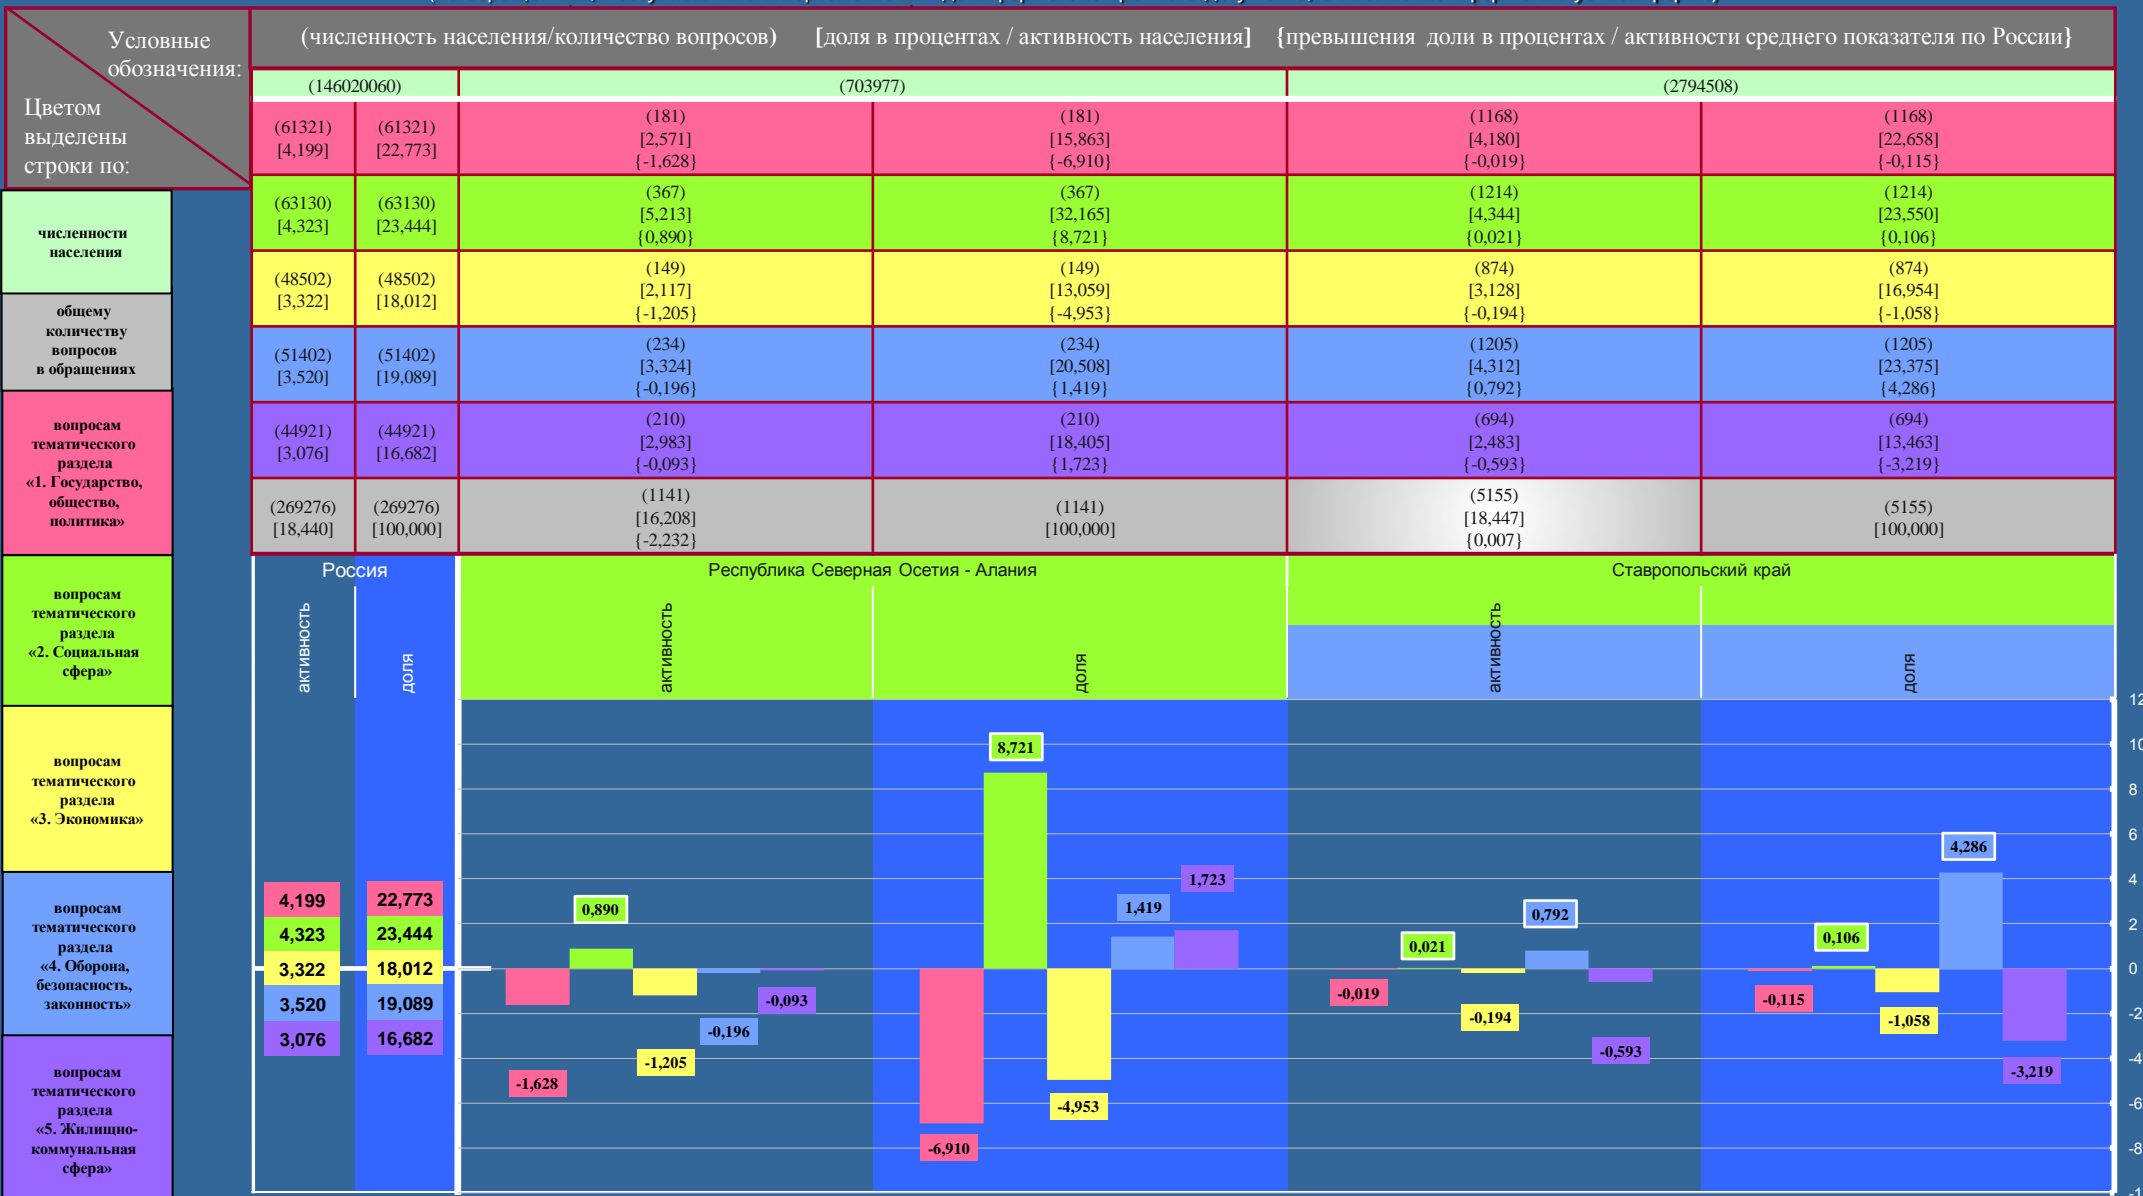 Условные
обозначения:
Цветом
выделены
строки по:
(численность населения/количество вопросов) [доля в процентах / активность населения] {превышения доли в процентах / активности среднего показателя по России}
(146020060) (703977) (2794508)
(61321) (61321) (181) (181) (1168) (1168)
[4,199] [22,773] [2,571] [15,863] [4,180] [22,658]
{-1,628} {-6,910} {-0,019} {-0,115}
(63130) (63130) (367) (367) (1214) (1214)
[4,323] [23,444] [5,213] [32,165] [4,344] [23,550]
{0,890} {8,721} {0,021} {0,106}
(48502) (48502) (149) (149) (874) (874)
[3,322] [18,012] [2,117] [13,059] [3,128] [16,954]
{-1,205} {-4,953} {-0,194} {-1,058}
(51402) (51402) (234) (234) (1205) (1205)
[3,520] [19,089] [3,324] [20,508] [4,312] [23,375]
{-0,196} {1,419} {0,792} {4,286}
(44921) (44921) (210) (210) (694) (694)
[3,076] [16,682] [2,983] [18,405] [2,483] [13,463]
{-0,093} {1,723} {-0,593} {-3,219}
(269276) (269276) (1141) (1141) (5155) (5155)
[18,440] [100,000] [16,208] [100,000] [18,447] [100,000]
{-2,232} {0,007}
численности
населения
общему
количеству
вопросов
в обращениях
вопросам
тематического
раздела
«1. Государство,
общество,
политика»
вопросам
тематического
раздела
«2. Социальная
сфера»
вопросам
тематического
раздела
«3. Экономика»
вопросам
тематического
раздела
«4. Оборона,
безопасность,
законность»
вопросам
тематического
раздела
«5. Жилищно-
коммунальная
сфера»
Россия Республика Северная Осетия - Алания Ставропольский край
активность доля активность доля активность доля
4,199 22,773
4,323 23,444
3,322 18,012
3,520 19,089
3,076 16,682
-1,628 0,890 -1,205 -0,196 -0,093
-6,910 8,721 -4,953 1,419 1,723
-0,019 0,021 -0,194 0,792 -0,593
-0,115 0,106 -1,058 4,286 -3,219
12
10
8
6
4
2
0
-2
-4
-6
-8